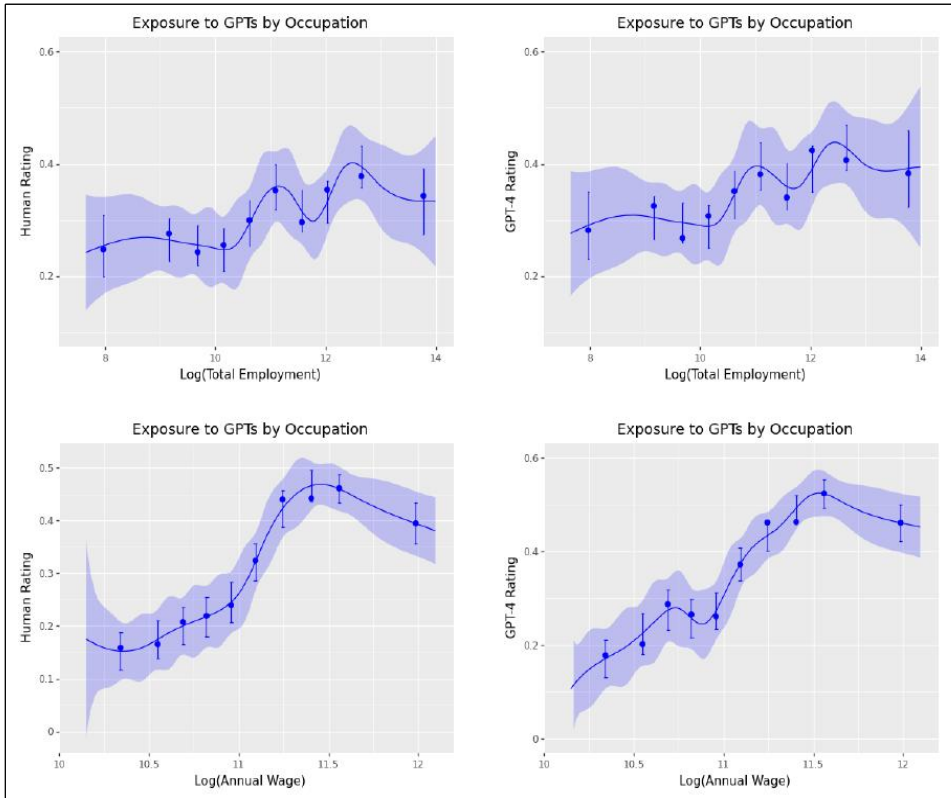 Exposure to GPTs by Occupation
0.6
0.4
0.2
Human Rating
8
10
12
14
Log(Total Employment)
Exposure to GPTs by Occupation
0.6
0.4
0.2
GPT-4 Rating
8
10
12
14
Log(Total Employment)
Exposure to GPTs by Occupation
0.5
0.4
0.3
0.2
0.1
0
Human Rating
10
10.5
11
11.5
12
Log(Annual Wage)
Exposure to GPTs by Occupation
0.6
0.4
0.2
0
GPT-4 Rating
10
10.5
11
11.5
12
Log(Annual Wage)